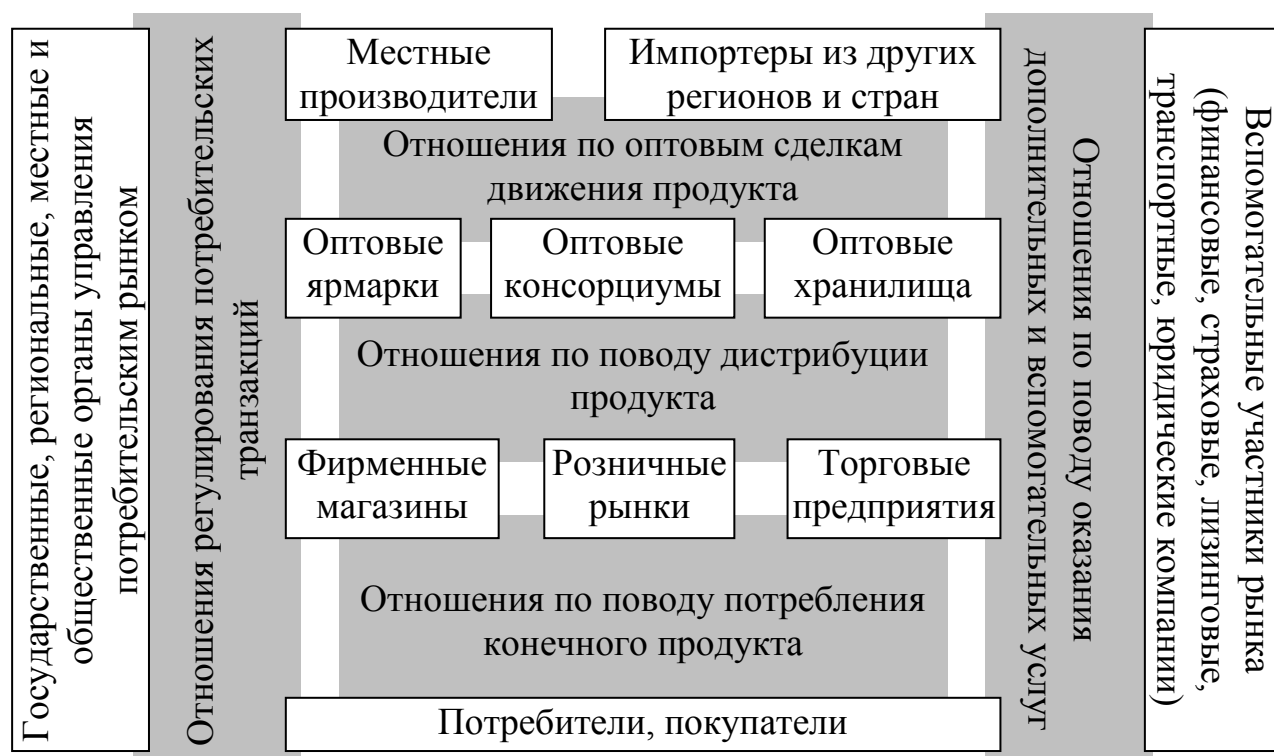 Государственные, региональные, местные и
общественные органы управления
потребительским рынком
Отношения регулирования потребительских
транзакций
Местные
производители
Импортеры из других
регионов и стран
Отношения по оптовым сделкам
движения продукта
Оптовые
ярмарки
Оптовые
консорциумы
Оптовые
хранилища
Отношения по поводу дистрибуции
продукта
Фирменные
магазины
Розничные
рынки
Торговые
предприятия
Отношения по поводу потребления
конечного продукта
Потребители, покупатели
Отношения по поводу оказания
дополнительных и вспомогательных услуг
Вспомогательные участники рынка
(финансовые, страховые, лизинговые,
транспортные, юридические компании)